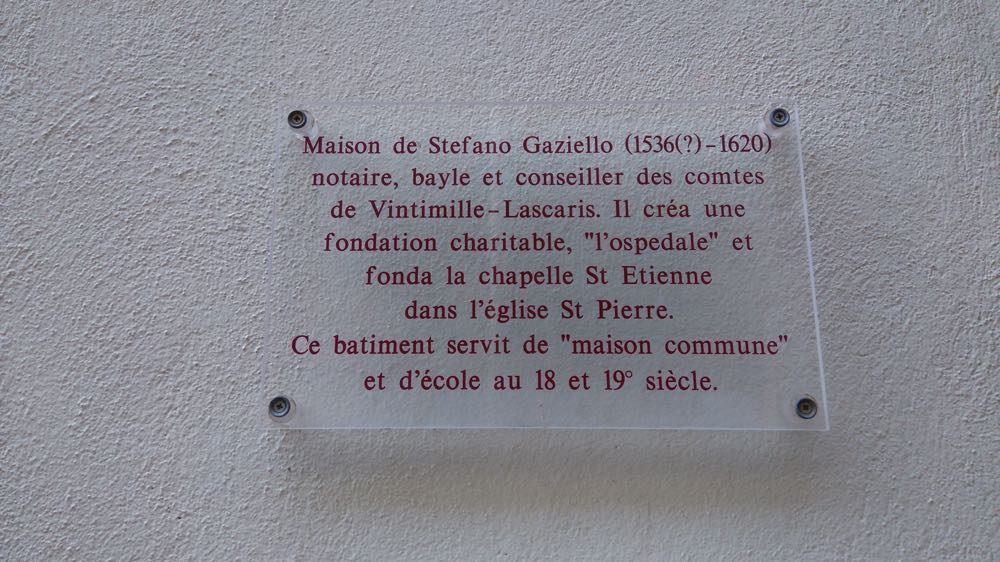 Maison de Stefano Gaziello (1536(?)-1620)
notaire, bayle et conseiller des comtes
de Vintimille-Lascaris. Il créa une
fondation charitable, "l'ospedale" et
fonda la chapelle St Etienne
dans l'église St Pierre.
Ce batiment servit de "maison commune"
et d'école au 18 et 19° siècle.